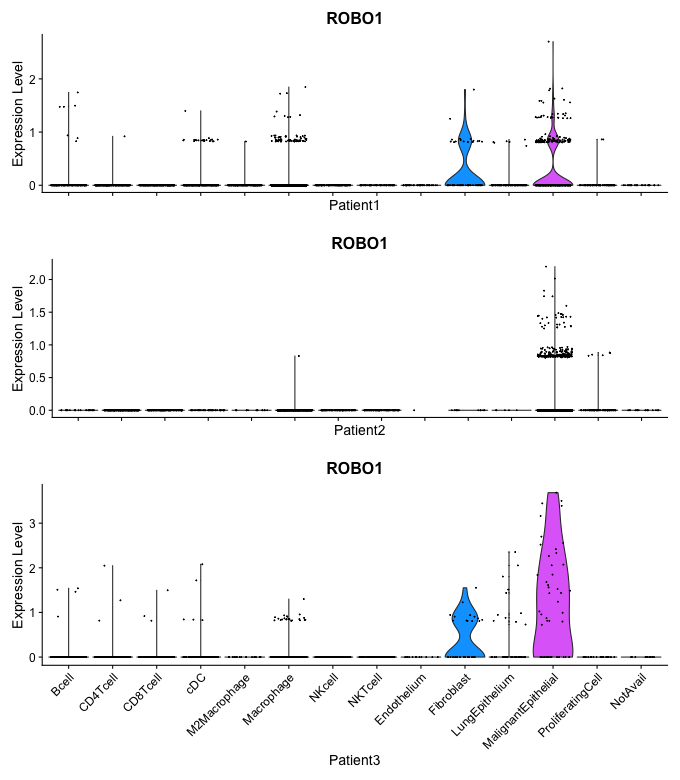 ROBO1
Expression Level
2
1
0
Patient1
ROBO1
Expression Level
2.0
1.5
1.0
0.5
0.0
Patient2
ROBO1
Expression Level
3
2
1
0
Bcell
CD4Tcell
CD8Tcell
cDC
M2Macrophage
Macrophage
NKcell
NKTcell
Endothelium
Fibroblast
LungEpithelium
MalignantEpithelial
ProliferatingCell
NotAvail
Patient3